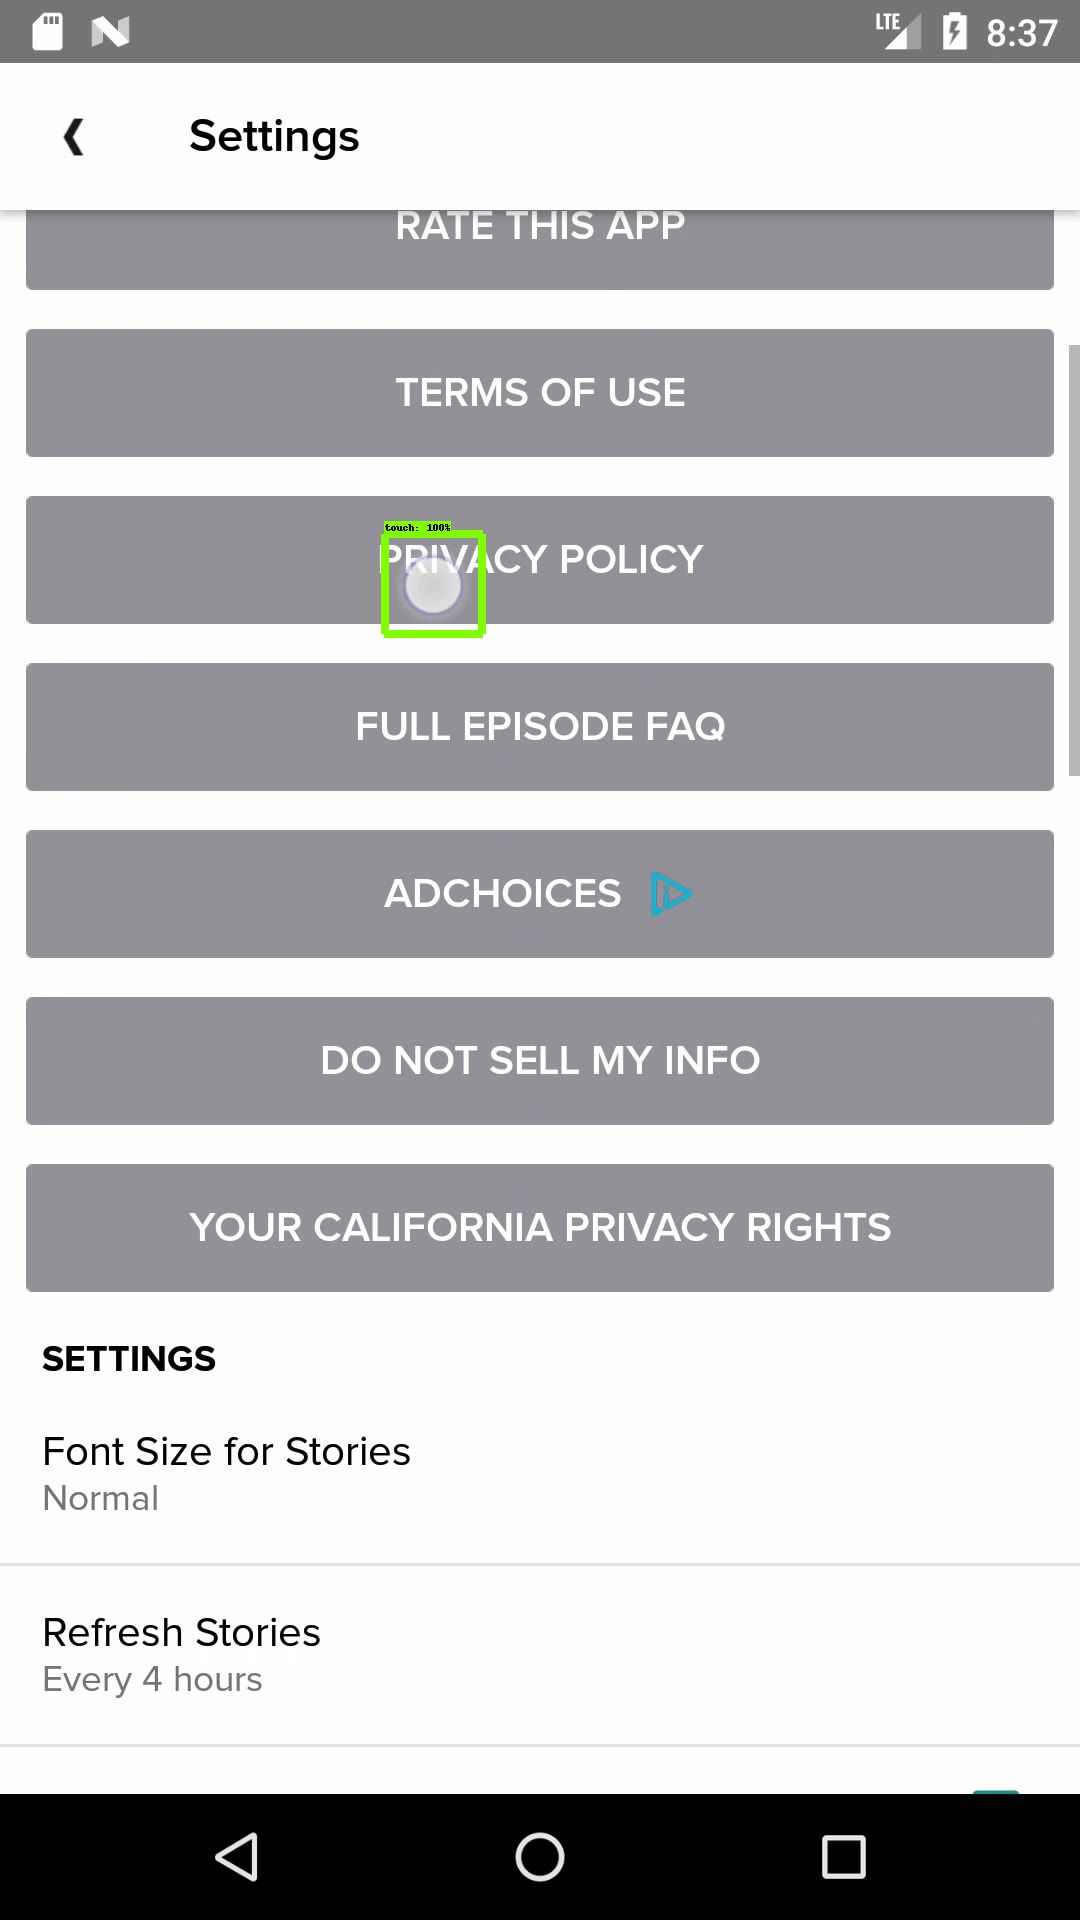 LTE 8:37
Settings
RATE THIS APP
TERMS OF USE
touch: 100%
PRIVACY POLICY
FULL EPISODE FAQ
ADCHOICES
DO NOT SELL MY INFO
YOUR CALIFORNIA PRIVACY RIGHTS
SETTINGS
Font Size for Stories
Normal
Refresh Stories
Every 4 hours